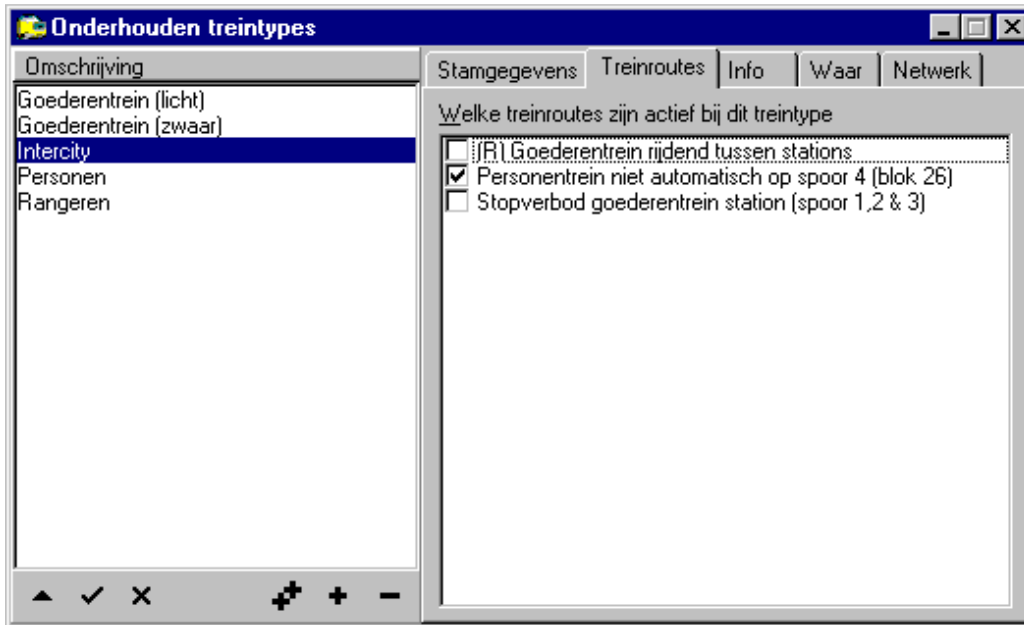 Onderhouden treintypes
Omschrijving
Goederentrein (licht)
Goederentrein (zwaar)
Intercity
Personen
Rangeren
Stamgegevens Treinroutes Info Waar Netwerk
Welke treinroutes zijn actief bij dit treintype
(R) Goederentrein rijdend tussen stations
Personentrein niet automatisch op spoor 4 (blok 26)
Stopverbod goederentrein station (spoor 1,2 & 3)